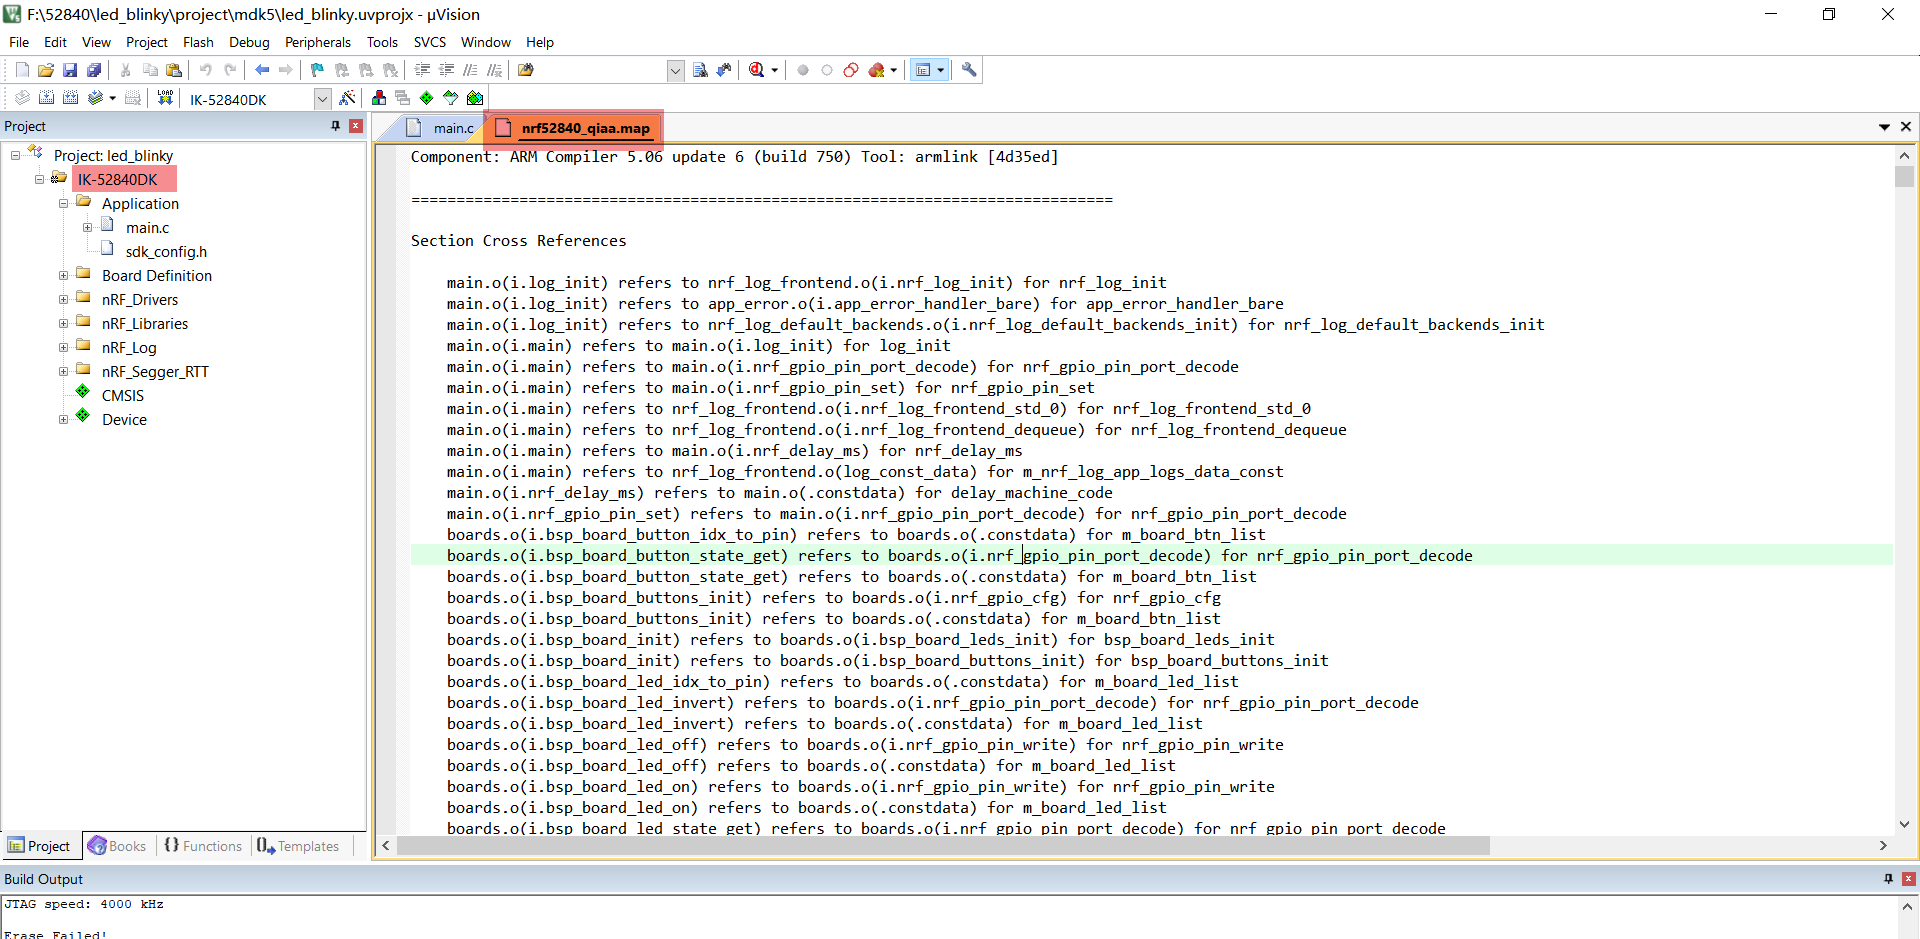 F:\52840\led_blinky\project\mdk5\led_blinky.uvprojx - µVision
File Edit View Project Flash Debug Peripherals Tools SVCS Window Help
LOAD IK-52840DK
Project
main.c nrf52840_qiaa.map
Project: led_blinky
IK-52840DK
Application
main.c
sdk_config.h
Board Definition
nRF_Drivers
nRF_Libraries
nRF_Log
nRF_Segger_RTT
CMSIS
Device
Component: ARM Compiler 5.06 update 6 (build 750) Tool: armlink [4d35ed]
==============================================================================
Section Cross References
main.o(i.log_init) refers to nrf_log_frontend.o(i.nrf_log_init) for nrf_log_init
main.o(i.log_init) refers to app_error.o(i.app_error_handler_bare) for app_error_handler_bare
main.o(i.log_init) refers to nrf_log_default_backends.o(i.nrf_log_default_backends_init) for nrf_log_default_backends_init
main.o(i.main) refers to main.o(i.log_init) for log_init
main.o(i.main) refers to main.o(i.nrf_gpio_pin_port_decode) for nrf_gpio_pin_port_decode
main.o(i.main) refers to main.o(i.nrf_gpio_pin_set) for nrf_gpio_pin_set
main.o(i.main) refers to nrf_log_frontend.o(i.nrf_log_frontend_std_0) for nrf_log_frontend_std_0
main.o(i.main) refers to nrf_log_frontend.o(i.nrf_log_frontend_dequeue) for nrf_log_frontend_dequeue
main.o(i.main) refers to main.o(i.nrf_delay_ms) for nrf_delay_ms
main.o(i.main) refers to nrf_log_frontend.o(log_const_data) for m_nrf_log_app_logs_data_const
main.o(i.nrf_delay_ms) refers to main.o(.constdata) for delay_machine_code
main.o(i.nrf_gpio_pin_set) refers to main.o(i.nrf_gpio_pin_port_decode) for nrf_gpio_pin_port_decode
boards.o(i.bsp_board_button_idx_to_pin) refers to boards.o(.constdata) for m_board_btn_list
boards.o(i.bsp_board_button_state_get) refers to boards.o(i.nrf_gpio_pin_port_decode) for nrf_gpio_pin_port_decode
boards.o(i.bsp_board_button_state_get) refers to boards.o(.constdata) for m_board_btn_list
boards.o(i.bsp_board_buttons_init) refers to boards.o(i.nrf_gpio_cfg) for nrf_gpio_cfg
boards.o(i.bsp_board_buttons_init) refers to boards.o(.constdata) for m_board_btn_list
boards.o(i.bsp_board_init) refers to boards.o(i.bsp_board_leds_init) for bsp_board_leds_init
boards.o(i.bsp_board_init) refers to boards.o(i.bsp_board_buttons_init) for bsp_board_buttons_init
boards.o(i.bsp_board_led_idx_to_pin) refers to boards.o(.constdata) for m_board_led_list
boards.o(i.bsp_board_led_invert) refers to boards.o(i.nrf_gpio_pin_port_decode) for nrf_gpio_pin_port_decode
boards.o(i.bsp_board_led_invert) refers to boards.o(.constdata) for m_board_led_list
boards.o(i.bsp_board_led_off) refers to boards.o(i.nrf_gpio_pin_write) for nrf_gpio_pin_write
boards.o(i.bsp_board_led_off) refers to boards.o(.constdata) for m_board_led_list
boards.o(i.bsp_board_led_on) refers to boards.o(i.nrf_gpio_pin_write) for nrf_gpio_pin_write
boards.o(i.bsp_board_led_on) refers to boards.o(.constdata) for m_board_led_list
boards.o(i.bsp_board_led_state_get) refers to boards.o(i.nrf_gpio_pin_port_decode) for nrf_gpio_pin_port_decode
Project Books {} Functions 0 Templates
Build Output
JTAG speed: 4000 kHz
Erase Failed!